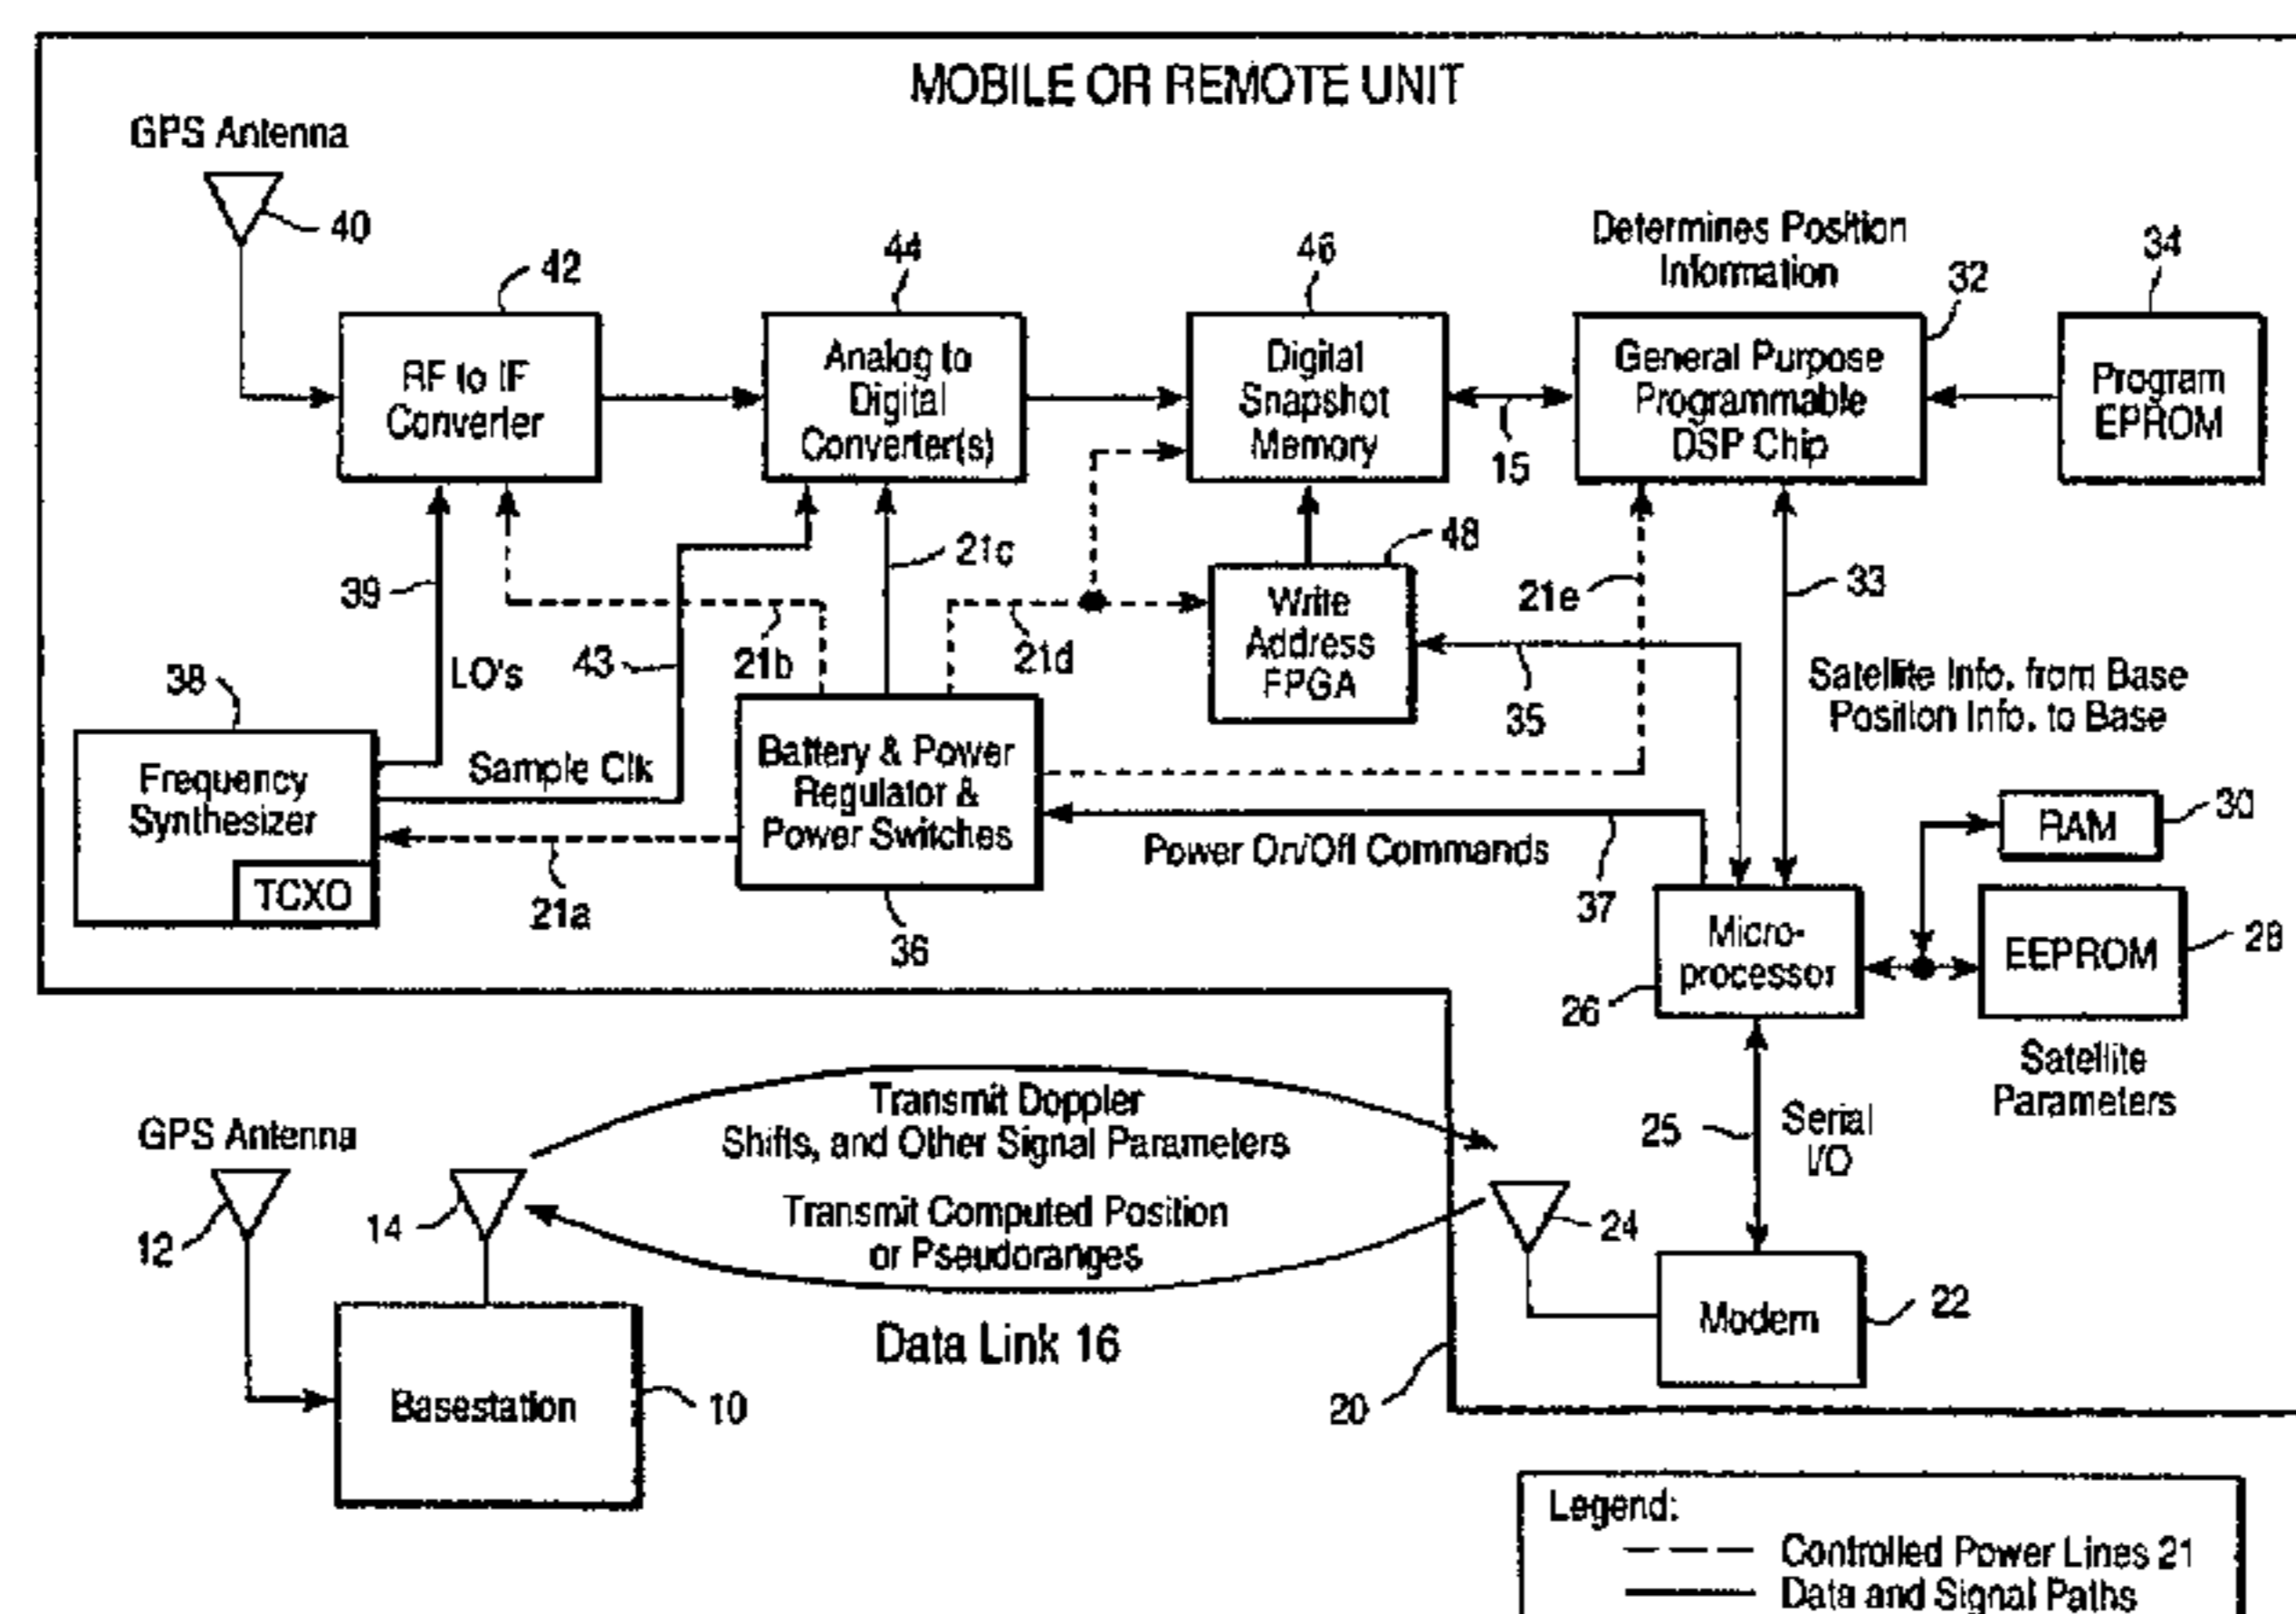 MOBILE OR REMOTE UNIT
GPS Antenna
40
42
44
46
Determines Position
Information
32
34
RF to IF
Converter
Analog to
Digital
Converter(s)
Digital
Snapshot
Memory
15
General Purpose
Programmable
DSP Chip
Program
EPROM
39
LO's
43
21b
21c
21d
48
Write
Address
FPGA
21e
33
35
Satellite Info. from Base
Position Info. to Base
38
Frequency
Synthesizer
TCXO
Sample Clk
21a
Battery & Power
Regulator &
Power Switches
36
Power On/Off Commands
37
RAM
30
Micro-
processor
26
EEPROM
28
Satellite
Parameters
25
Serial
I/O
GPS Antenna
12
14
Transmit Doppler
Shifts, and Other Signal Parameters
Transmit Computed Position
or Pseudoranges
Data Link 16
24
Modem
22
20
Basestation
10
Legend:
Controlled Power Lines 21
Data and Signal Paths